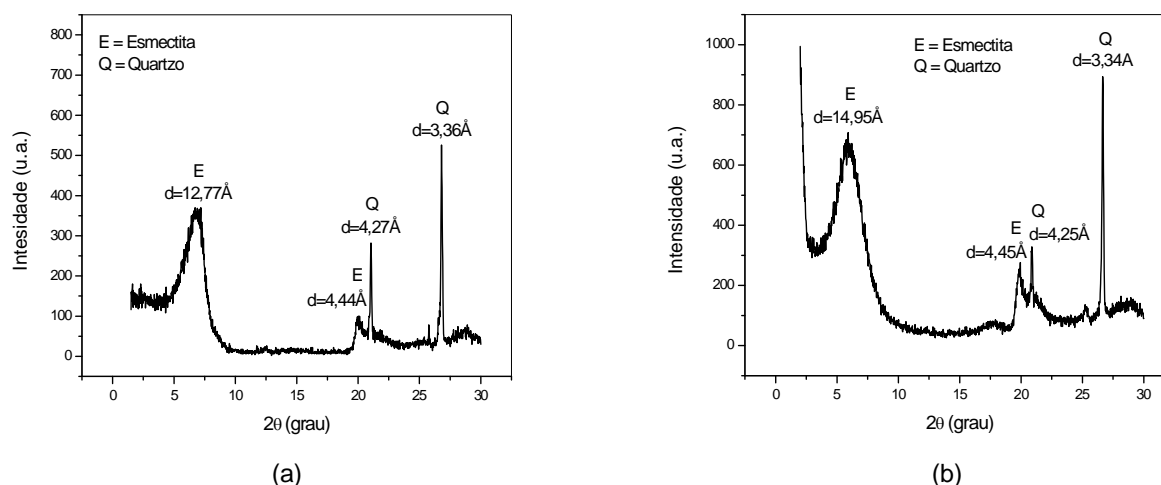 800
700
600
500
400
300
200
100
0
Intesidade (u.a.)
E = Esmectita
Q = Quartzo
E
d=12,77Å
Q
d=3,36Å
Q
d=4,27Å
E
d=4,44Å
0 5 10 15 20 25 30
2θ (grau)
(a)
1000
800
600
400
200
0
Intensidade (u.a.)
E = Esmectita
Q = Quartzo
Q
d=3,34A
E
d=14,95Å
E
d=4,45Å
Q
d=4,25Å
0 5 10 15 20 25 30
2θ (grau)
(b)